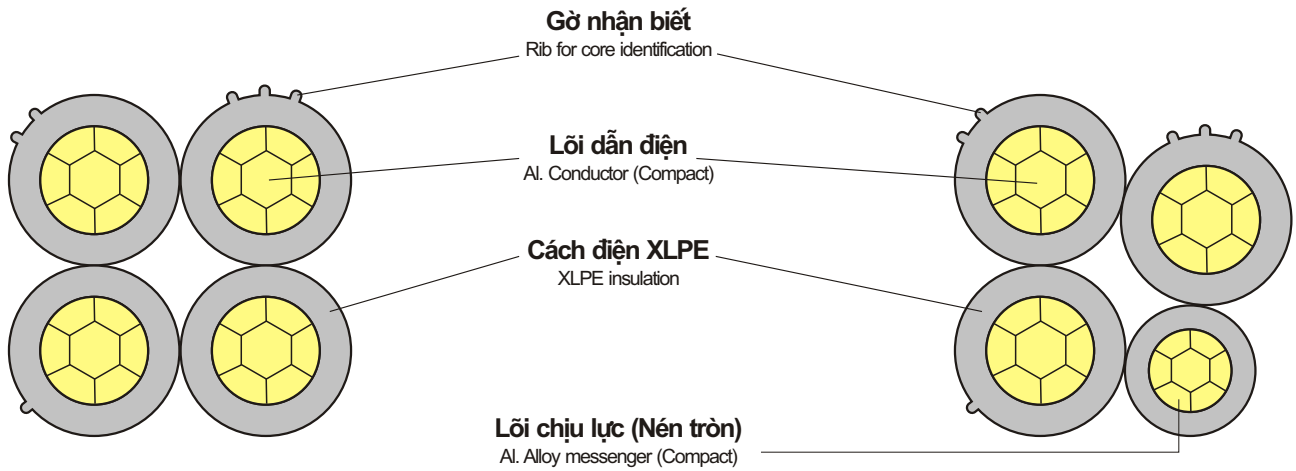 Gờ nhận biết
Rib for core identification
Lõi dẫn điện
Al. Conductor (Compact)
Cách điện XLPE
XLPE insulation
Lõi chịu lực (Nén tròn)
Al. Alloy messenger (Compact)